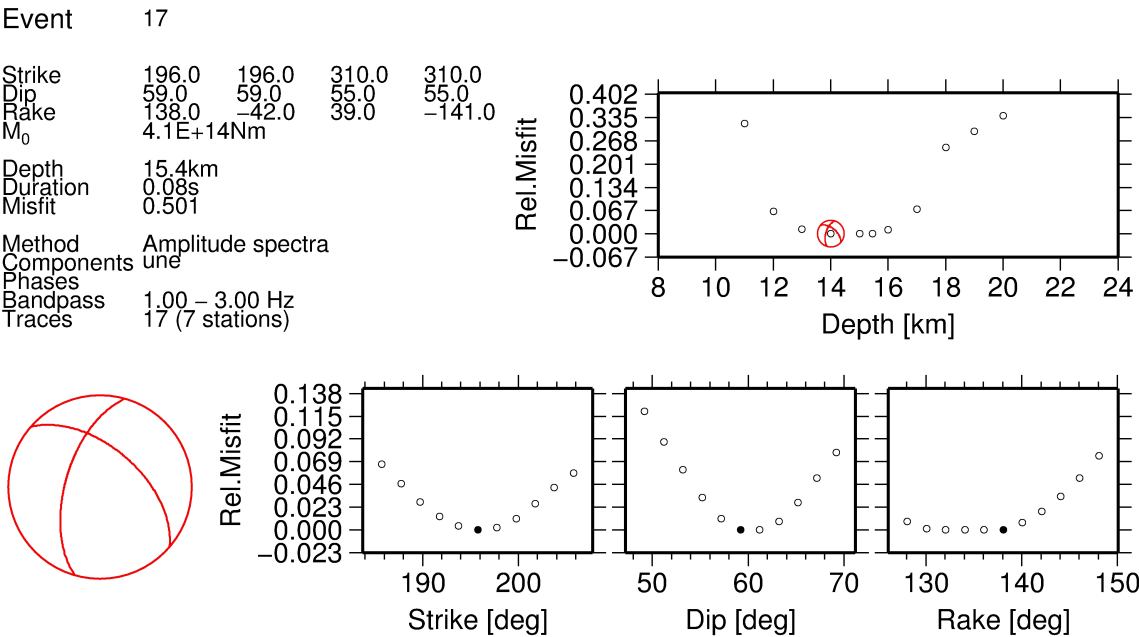 Event 17
Strike 196.0 196.0 310.0 310.0
Dip 59.0 59.0 55.0 55.0
Rake 138.0 −42.0 39.0 −141.0
M0 4.1E+14Nm
Depth 15.4km
Duration 0.08s
Misfit 0.501
Method Amplitude spectra
Components une
Phases
Bandpass 1.00 − 3.00 Hz
Traces 17 (7 stations)
Rel.Misfit
0.402
0.335
0.268
0.201
0.134
0.067
0.000
−0.067
8 10 12 14 16 18 20 22 24
Depth [km]
Rel.Misfit
0.138
0.115
0.092
0.069
0.046
0.023
0.000
−0.023
190 200
Strike [deg]
50 60 70
Dip [deg]
130 140 150
Rake [deg]